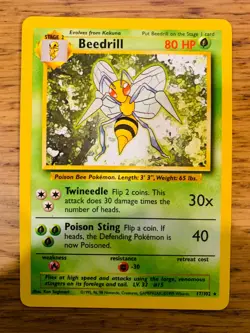 STAGE 2
Evolves from Kakuna
Put Beedrill on the Stage 1 card
Beedrill
80 HP
Poison Bee Pokémon. Length: 3' 3", Weight: 65 lbs.
Twineedle Flip 2 coins. This
attack does 30 damage times the
number of heads.
30x
Poison Sting Flip a coin. If
heads, the Defending Pokémon is
now Poisoned.
40
weakness
resistance
retreat cost
-30
Flies at high speed and attacks using the large venomous
stingers on its forelegs and tail. LV. 32 #15
17/102